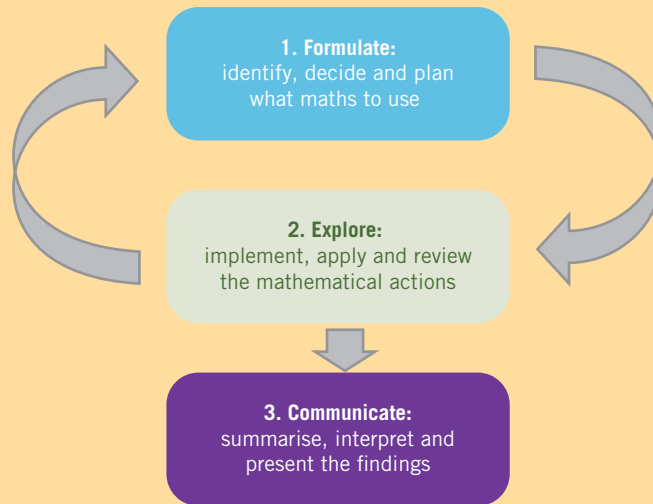 1. Formulate:
identify, decide and plan
what maths to use
2. Explore:
implement, apply and review
the mathematical actions
3. Communicate:
summarise, interpret and
present the findings